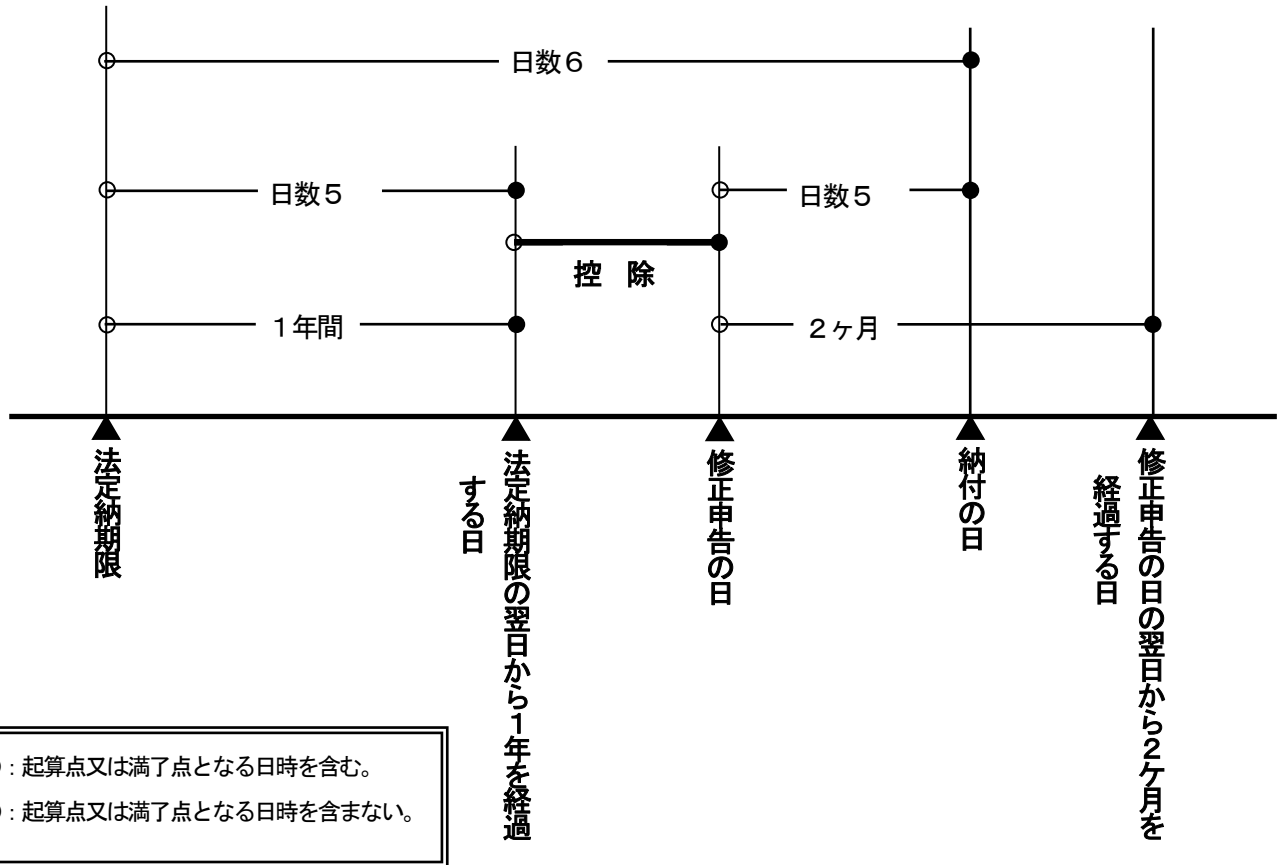 日数６
日数５
日数５
控　除
１年間
２ヶ月
法定納期限
法定納期限の翌日から１年を経過
する日
修正申告の日
納付の日
修正申告の日の翌日から２ケ月を
経過する日
：起算点又は満了点となる日時を含む。
：起算点又は満了点となる日時を含まない。